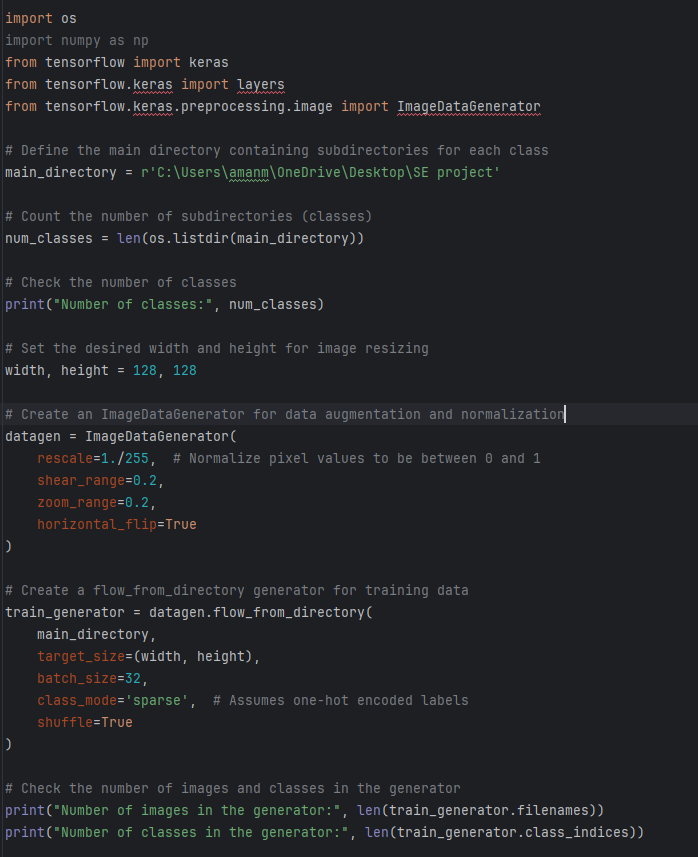 import os
import numpy as np
from tensorflow import keras
from tensorflow.keras import layers
from tensorflow.keras.preprocessing.image import ImageDataGenerator

# Define the main directory containing subdirectories for each class
main_directory = r'C:\Users\amanm\OneDrive\Desktop\SE project'

# Count the number of subdirectories (classes)
num_classes = len(os.listdir(main_directory))

# Check the number of classes
print("Number of classes:", num_classes)

# Set the desired width and height for image resizing
width, height = 128, 128

# Create an ImageDataGenerator for data augmentation and normalization
datagen = ImageDataGenerator(
    rescale=1./255,  # Normalize pixel values to be between 0 and 1
    shear_range=0.2,
    zoom_range=0.2,
    horizontal_flip=True
)

# Create a flow_from_directory generator for training data
train_generator = datagen.flow_from_directory(
    main_directory,
    target_size=(width, height),
    batch_size=32,
    class_mode='sparse',  # Assumes one-hot encoded labels
    shuffle=True
)

# Check the number of images and classes in the generator
print("Number of images in the generator:", len(train_generator.filenames))
print("Number of classes in the generator:", len(train_generator.class_indices))